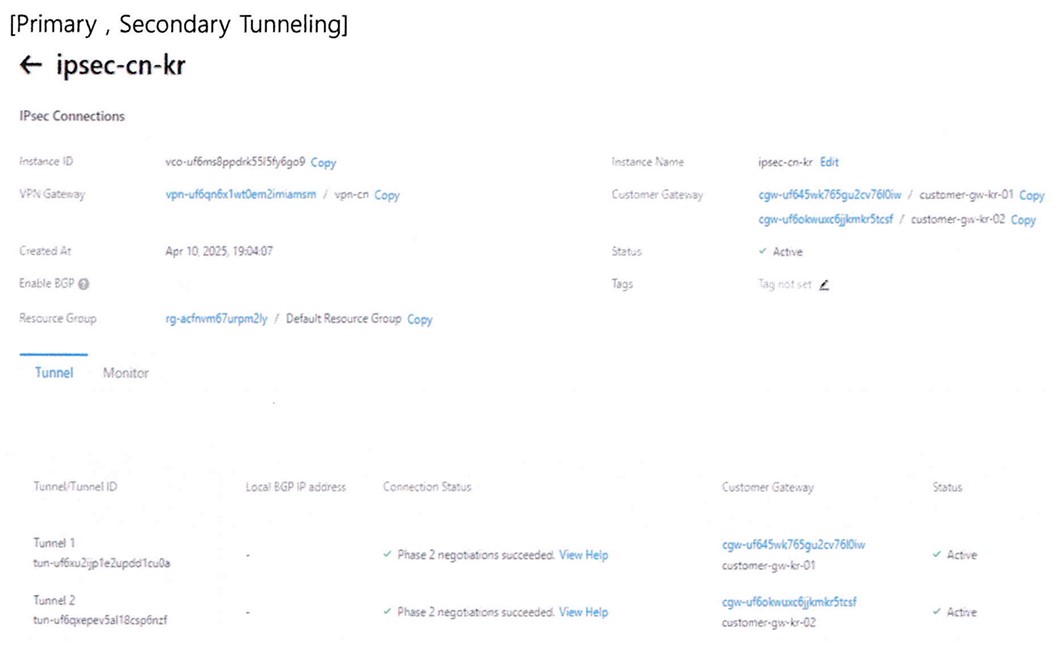 [Primary , Secondary Tunneling]
← ipsec-cn-kr
IPsec Connections
Instance ID vco-uf6ms8ppdrk55l5fy6go9 Copy
Instance Name ipsec-cn-kr Edit
VPN Gateway vpn-uf6qn6x1wt0em2imiamsm / vpn-cn Copy
Customer Gateway cgw-uf645wk765gu2cv76l0iw / customer-gw-kr-01 Copy
cgw-uf6okwuxc6jjkmkr5tcsf / customer-gw-kr-02 Copy
Created At Apr 10, 2025, 19:04:07
Status Active
Enable BGP
Tags Tag not set
Resource Group rg-acfnvm67urpm2ly / Default Resource Group Copy
Tunnel Monitor
Tunnel/Tunnel ID Local BGP IP address Connection Status Customer Gateway Status
Tunnel 1
tun-uf6xu2ijp1e2updd1cu0a - Phase 2 negotiations succeeded. View Help
cgw-uf645wk765gu2cv76l0iw
customer-gw-kr-01
Active
Tunnel 2
tun-uf6qxepev5al18csp6nzf - Phase 2 negotiations succeeded. View Help
cgw-uf6okwuxc6jjkmkr5tcsf
customer-gw-kr-02
Active